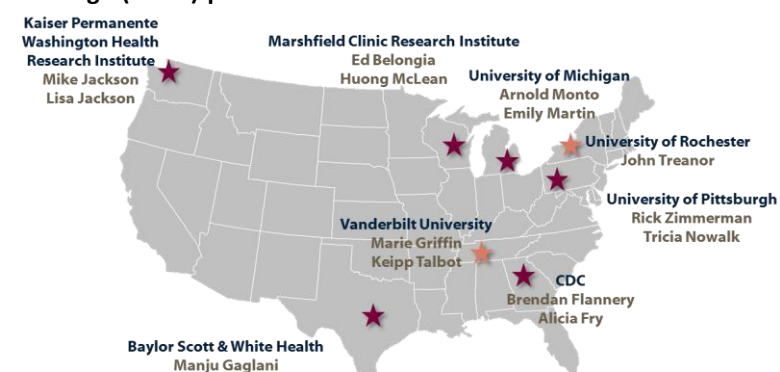 Kaiser Permanente
Washington Health
Research Institute
Mike Jackson
Lisa Jackson
Marshfield Clinic Research Institute
Ed Belongia
Huong McLean
University of Michigan
Arnold Monto
Emily Martin
University of Rochester
John Treanor
University of Pittsburgh
Rick Zimmerman
Tricia Nowalk
Vanderbilt University
Marie Griffin
Keipp Talbot
CDC
Brendan Flannery
Alicia Fry
Baylor Scott & White Health
Manju Gaglani